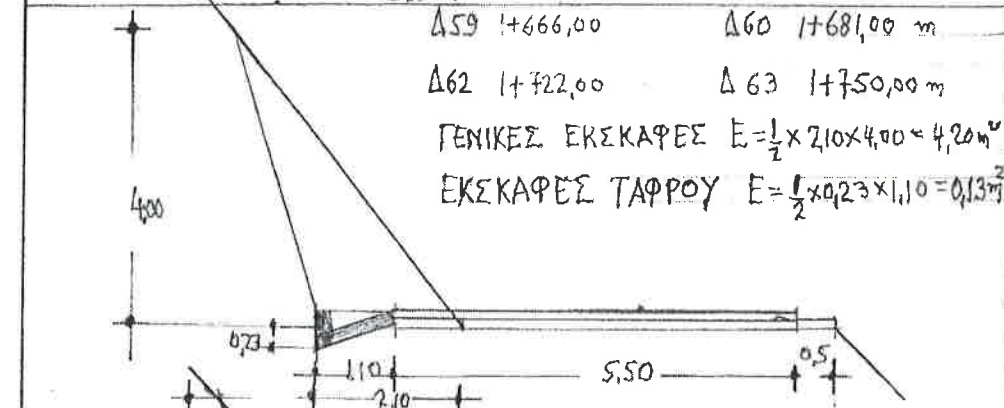 Δ59 1+666,00 Δ60 1+681,00 m
Δ62 1+722,00 Δ63 1+750,00 m
ΓΕΝΙΚΕΣ ΕΚΣΚΑΦΕΣ Ε=1/2×2,10×4,00=4,20m²
ΕΚΣΚΑΦΕΣ ΤΑΦΡΟΥ Ε=1/2×0,23×1,10=0,13m²
4,00
0,23
1,10 5,50 0,5
2,10